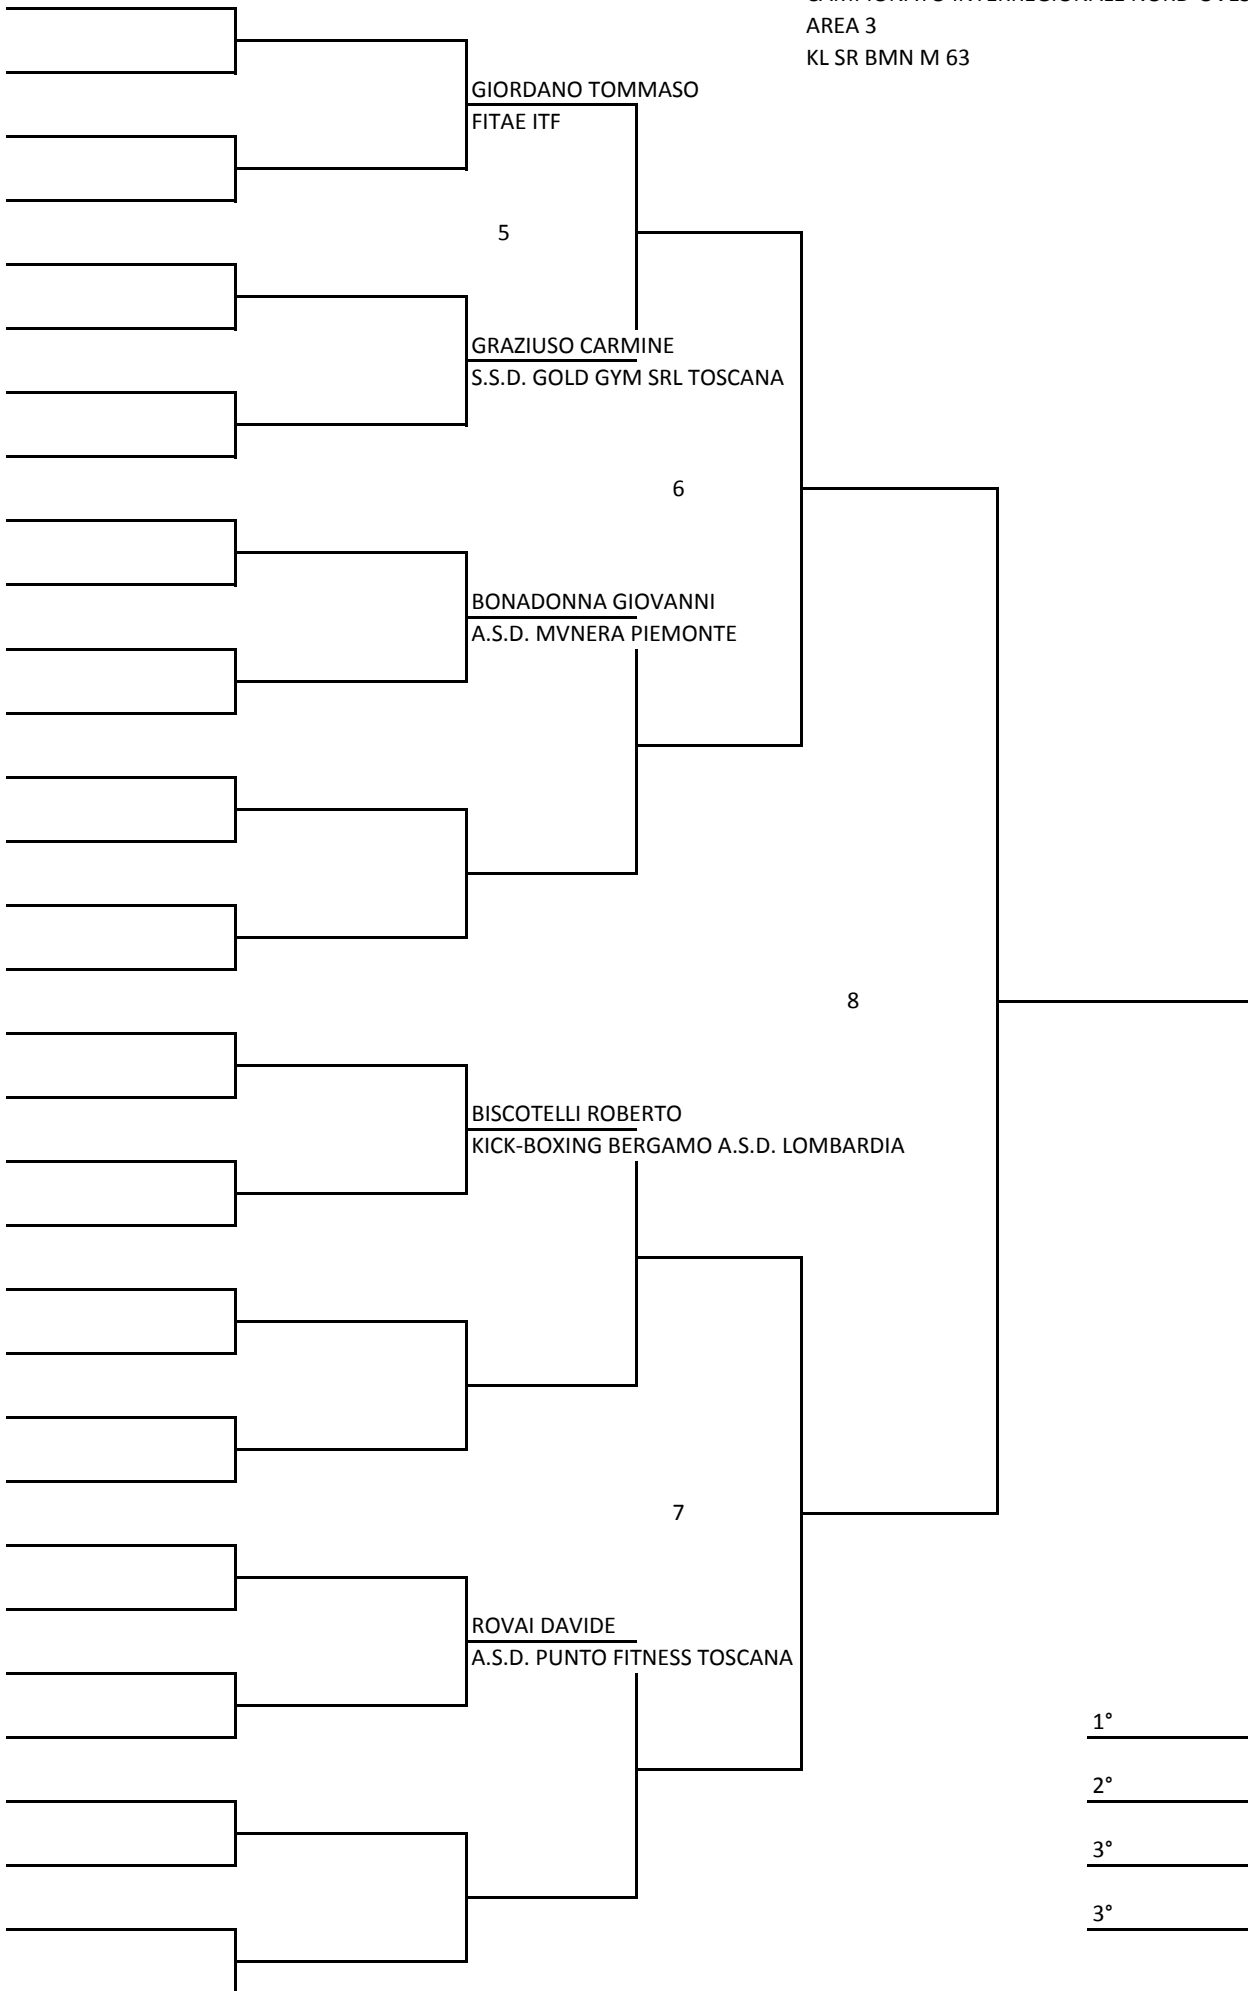 AREA 3
KL SR BMN M 63
GIORDANO TOMMASO
FITAE ITF
5
GRAZIUSO CARMINE
S.S.D. GOLD GYM SRL TOSCANA
6
BONADONNA GIOVANNI
A.S.D. MVNERA PIEMONTE
8
BISCOTELLI ROBERTO
KICK-BOXING BERGAMO A.S.D. LOMBARDIA
7
ROVAI DAVIDE
A.S.D. PUNTO FITNESS TOSCANA
1°
2°
3°
3°